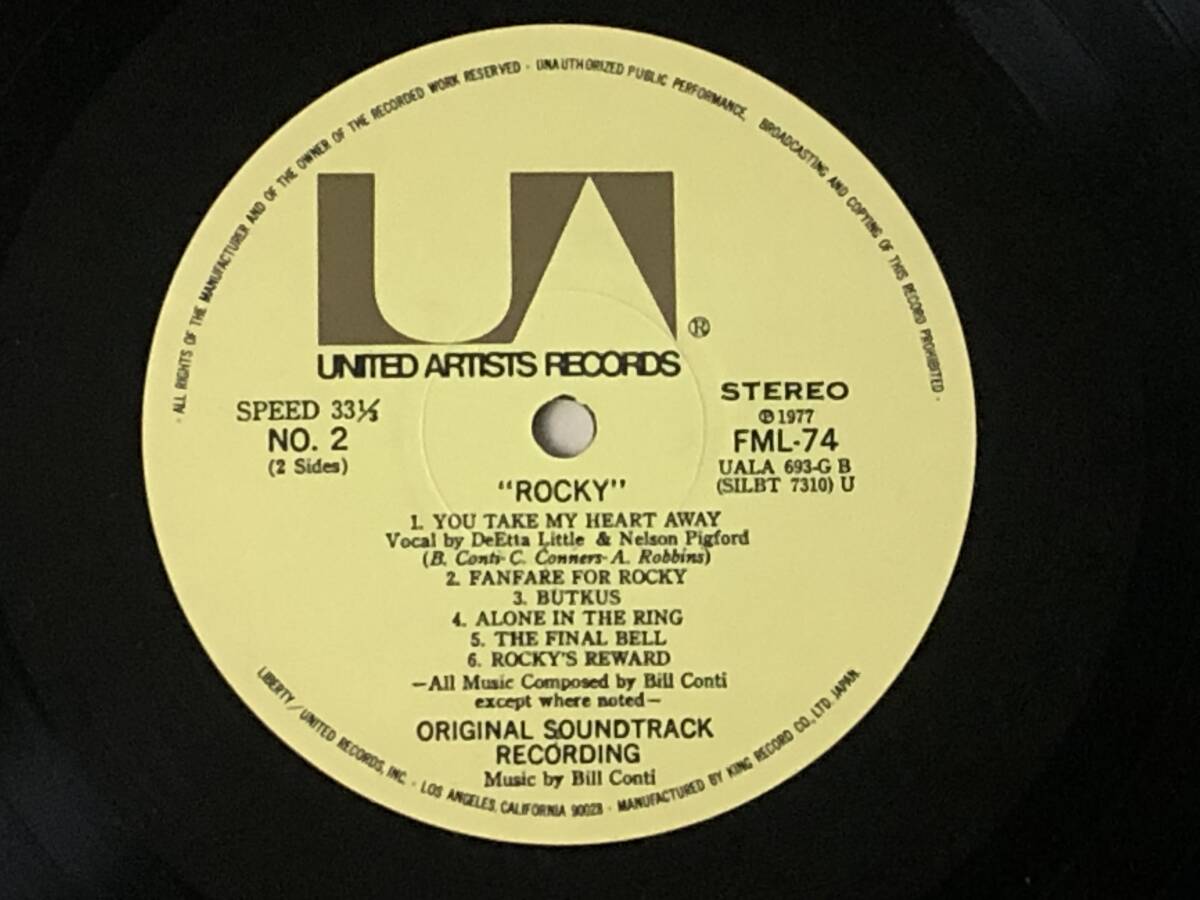 · ALL RIGHTS OF THE MANUFACTURER AND OF THE OWNER OF THE RECORDED WORK RESERVED · UNAUTHORIZED PUBLIC PERFORMANCE, BROADCASTING AND COPYING OF THIS RECORD PROHIBITED ·
UA ®
UNITED ARTISTS RECORDS
SPEED 33⅓
NO. 2
(2 Sides)
STEREO
℗ 1977
FML-74
UALA 693-G B
(SILBT 7310) U
"ROCKY"
1. YOU TAKE MY HEART AWAY
Vocal by DeEtta Little & Nelson Pigford
(B. Conti-C. Conners-A. Robbins)
2. FANFARE FOR ROCKY
3. BUTKUS
4. ALONE IN THE RING
5. THE FINAL BELL
6. ROCKY'S REWARD
—All Music Composed by Bill Conti
except where noted—
ORIGINAL SOUNDTRACK
RECORDING
Music by Bill Conti
LIBERTY / UNITED RECORDS, INC. · LOS ANGELES, CALIFORNIA 90028 · MANUFACTURED BY KING RECORD CO., LTD. JAPAN